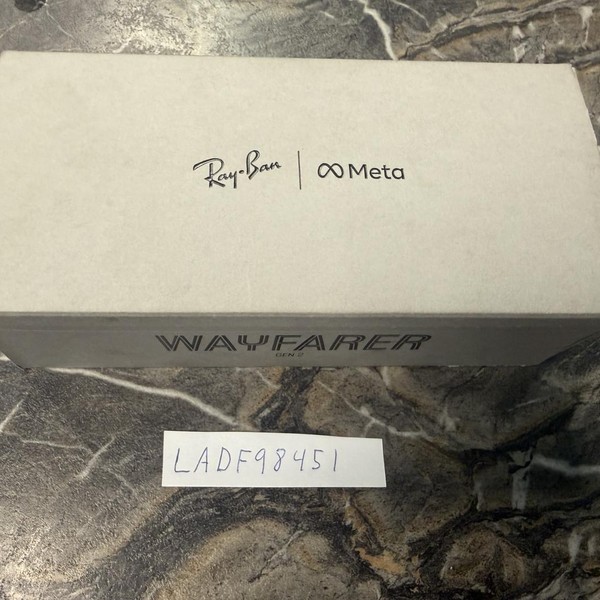 Ray-Ban | Meta
WAYFARER
GEN 2
LADF98451